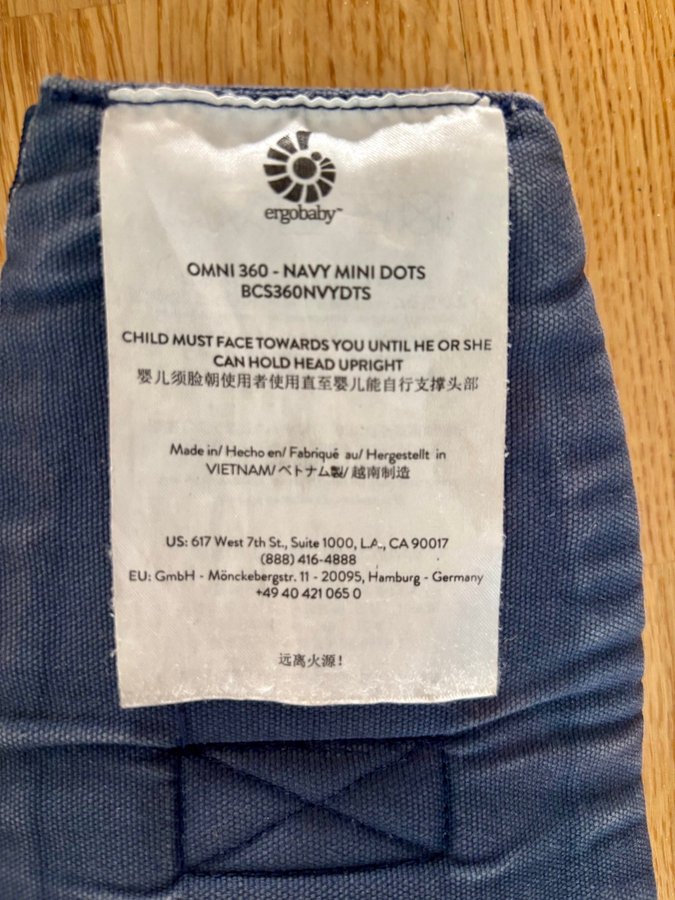 ergobaby™
OMNI 360 - NAVY MINI DOTS
BCS360NVYDTS
CHILD MUST FACE TOWARDS YOU UNTIL HE OR SHE
CAN HOLD HEAD UPRIGHT
婴儿须脸朝使用者使用直至婴儿能自行支撑头部
Made in/ Hecho en/ Fabriqué au/ Hergestellt in
VIETNAM/ ベトナム製/ 越南制造
US: 617 West 7th St., Suite 1000, L.A., CA 90017
(888) 416-4888
EU: GmbH - Mönckebergstr. 11 - 20095, Hamburg - Germany
+49 40 421 065 0
远离火源!